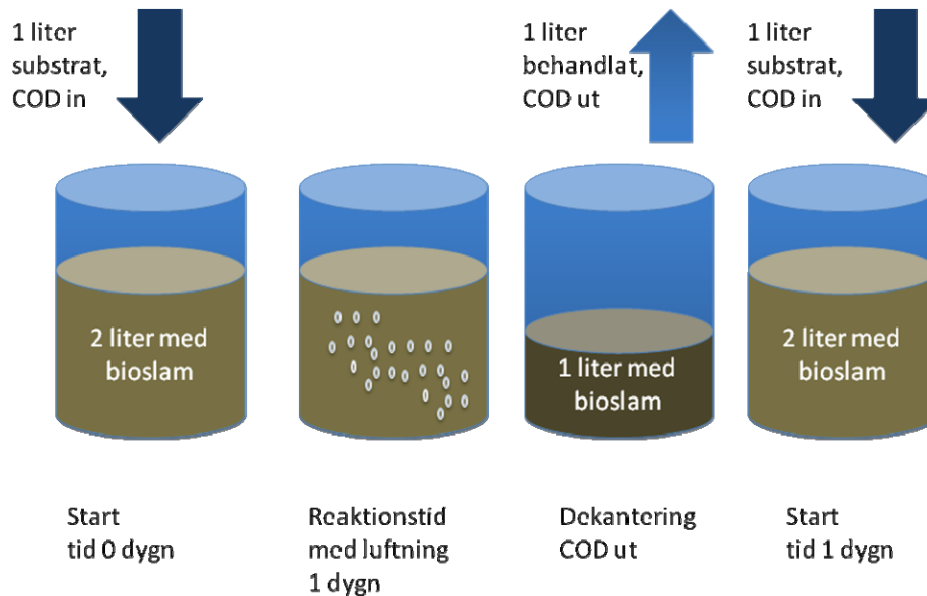 1 liter
substrat,
COD in
1 liter
behandlat,
COD ut
1 liter
substrat,
COD in
2 liter med
bioslam
1 liter med
bioslam
2 liter med
bioslam
Start
tid 0 dygn
Reaktionstid
med luftning
1 dygn
Dekantering
COD ut
Start
tid 1 dygn